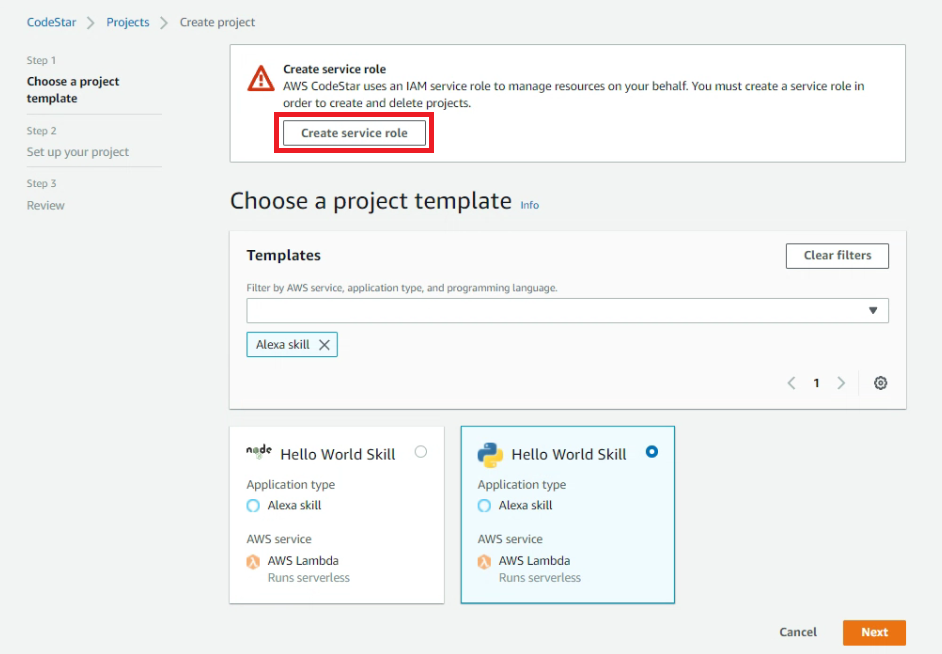 CodeStar > Projects > Create project
Step 1
Choose a project
template
Step 2
Set up your project
Step 3
Review
Create service role
AWS CodeStar uses an IAM service role to manage resources on your behalf. You must create a service role in
order to create and delete projects.
Create service role
Choose a project template Info
Templates
Clear filters
Filter by AWS service, application type, and programming language.
Alexa skill
1
node Hello World Skill
Application type
Alexa skill
AWS service
AWS Lambda
Runs serverless
Hello World Skill
Application type
Alexa skill
AWS service
AWS Lambda
Runs serverless
Cancel
Next